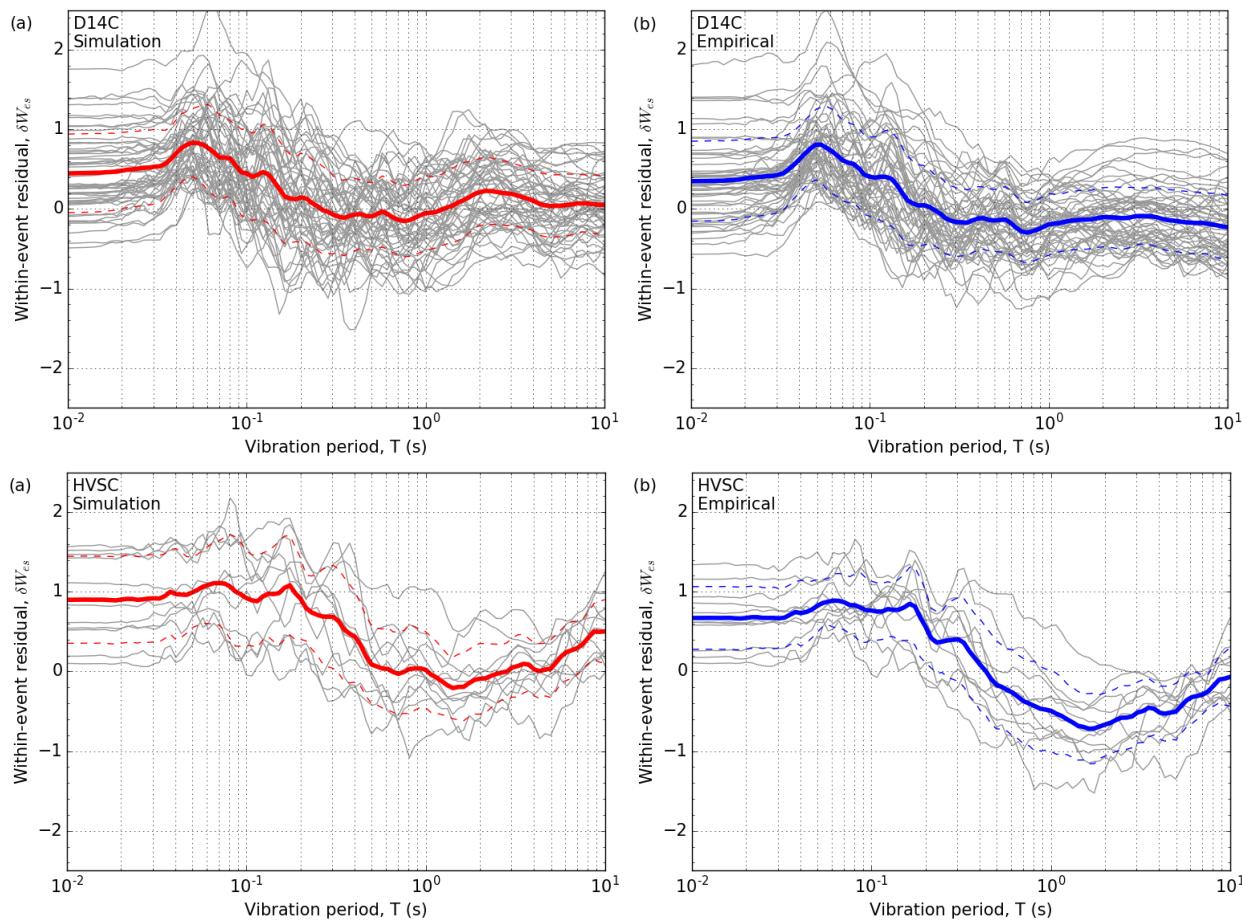 (a)
D14C
Simulation
2
1
0
−1
−2
Within-event residual, δW_es
10^-2
10^-1
10^0
10^1
Vibration period, T (s)
(b)
D14C
Empirical
2
1
0
−1
−2
Within-event residual, δW_es
10^-2
10^-1
10^0
10^1
Vibration period, T (s)
(a)
HVSC
Simulation
2
1
0
−1
−2
Within-event residual, δW_es
10^-2
10^-1
10^0
10^1
Vibration period, T (s)
(b)
HVSC
Empirical
2
1
0
−1
−2
Within-event residual, δW_es
10^-2
10^-1
10^0
10^1
Vibration period, T (s)